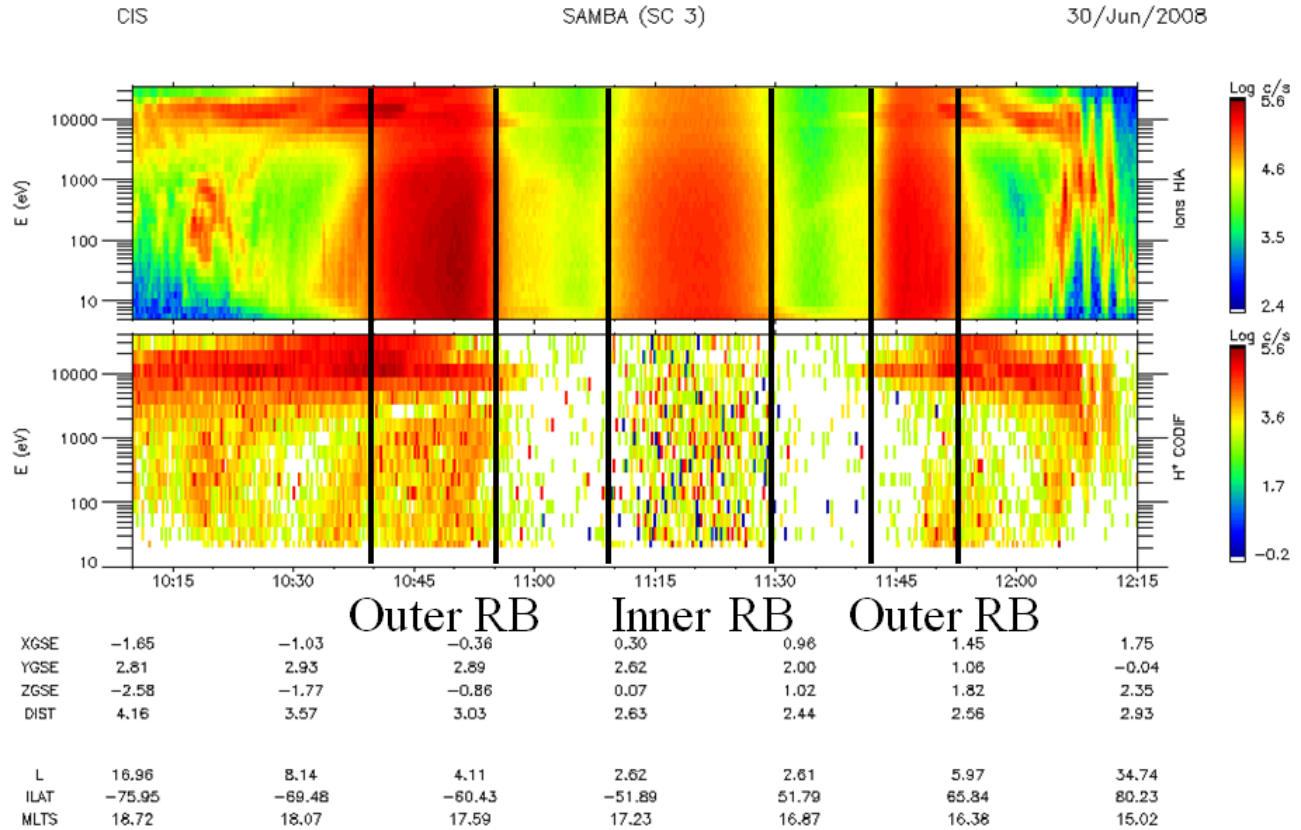 CIS SAMBA (SC 3) 30/Jun/2008
Log c/s
5.6
10000
4.6
1000
E (eV)
Ions HIA
100
3.5
10
2.4
Log c/s
5.6
10000
3.6
1000
E (eV)
H⁺ CODIF
100
1.7
10
-0.2
10:15 10:30 10:45 11:00 11:15 11:30 11:45 12:00 12:15
Outer RB Inner RB Outer RB
XGSE -1.65 -1.03 -0.36 0.30 0.96 1.45 1.75
YGSE 2.81 2.93 2.89 2.62 2.00 1.06 -0.04
ZGSE -2.58 -1.77 -0.86 0.07 1.02 1.82 2.35
DIST 4.16 3.57 3.03 2.63 2.44 2.56 2.93
L 16.96 8.14 4.11 2.62 2.61 5.97 34.74
ILAT -75.95 -69.48 -60.43 -51.89 51.79 65.84 80.23
MLTS 18.72 18.07 17.59 17.23 16.87 16.38 15.02